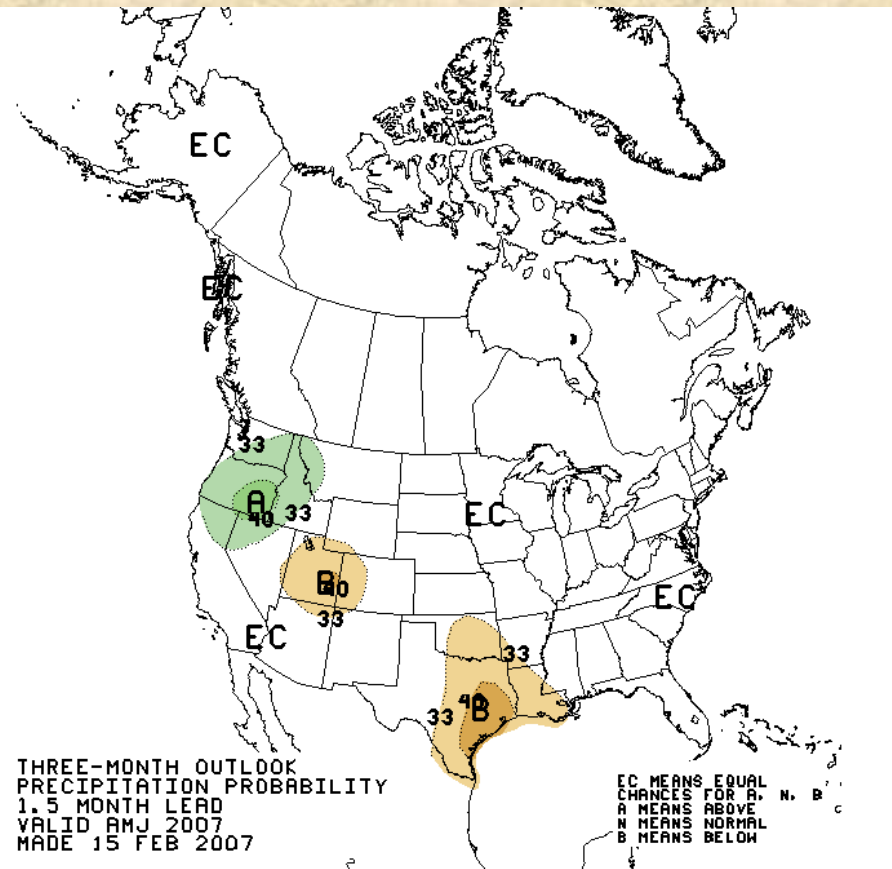 EC
EC
33
A
40
33
B
40
33
EC
EC
EC
33
40
B
33
THREE-MONTH OUTLOOK
PRECIPITATION PROBABILITY
1.5 MONTH LEAD
VALID AMJ 2007
MADE 15 FEB 2007
EC MEANS EQUAL
CHANCES FOR A, N, B
A MEANS ABOVE
N MEANS NORMAL
B MEANS BELOW